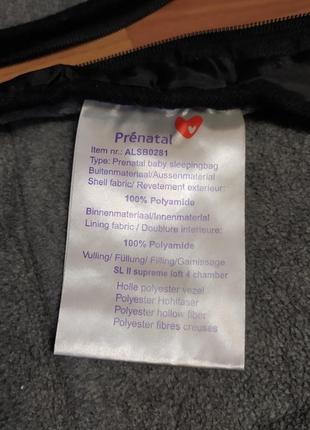 Prénatal
Item nr.: ALSB0281
Type: Prenatal baby sleepingbag
Buitenmateriaal/Aussenmaterial
Shell fabric/ Revetement exterieur:
100% Polyamide
Binnenmateriaal/Innenmaterial
Lining fabric / Doublure interieure:
100% Polyamide
Vulling/ Füllung/ Filling/Garnissage
SL II supreme loft 4 chamber
Holle polyester vezel
Polyester Hohlfaser
Polyester hollow fiber
Polyester fibres creuses